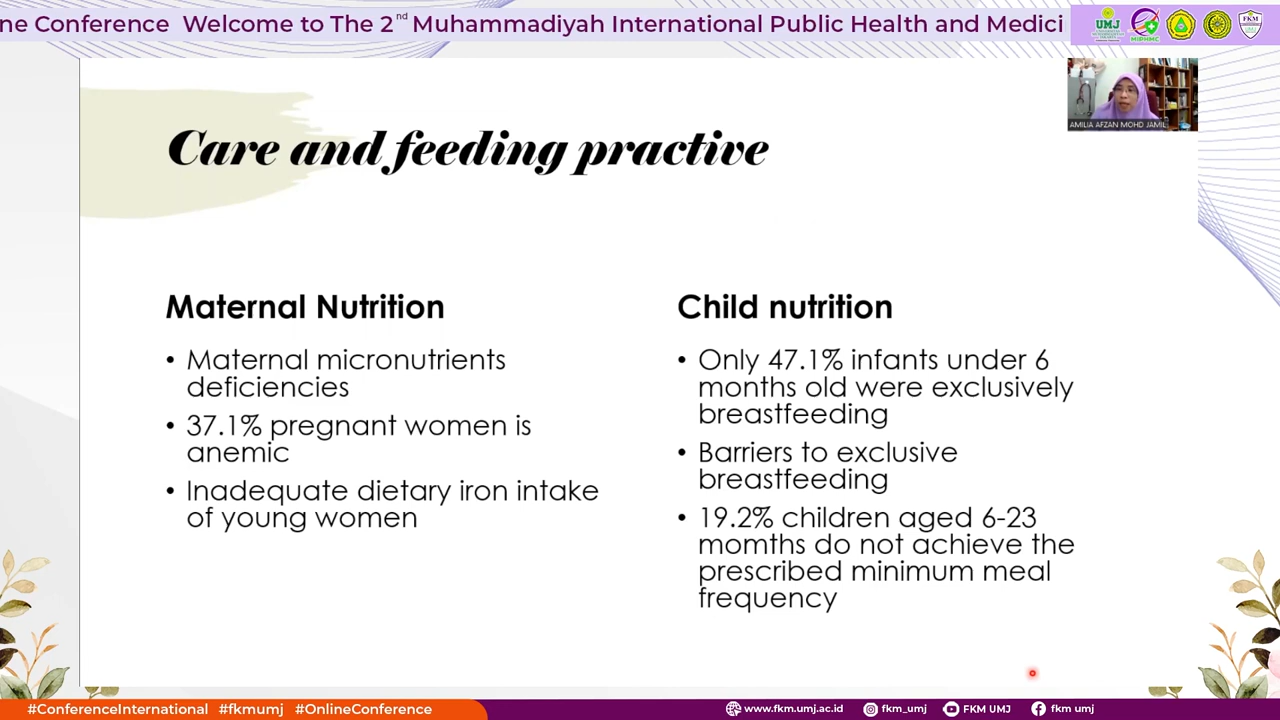 ne Conference Welcome to The 2nd Muhammadiyah International Public Health and Medici
UMJ
MIPHMC
FKM
AMILIA AFZAN MOHD JAMIL
Care and feeding practive
Maternal Nutrition
• Maternal micronutrients
deficiencies
• 37.1% pregnant women is
anemic
• Inadequate dietary iron intake
of young women
Child nutrition
• Only 47.1% infants under 6
months old were exclusively
breastfeeding
• Barriers to exclusive
breastfeeding
• 19.2% children aged 6-23
momths do not achieve the
prescribed minimum meal
frequency
#ConferenceInternational #fkmumj #OnlineConference
www.fkm.umj.ac.id fkm_umj FKM UMJ fkm umj